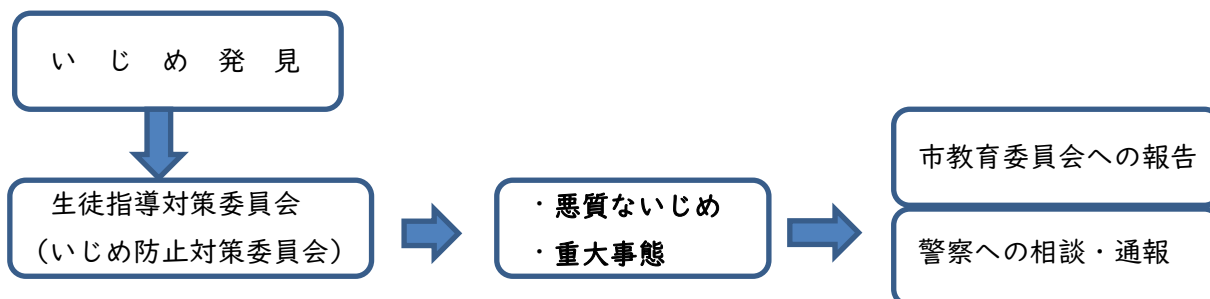 い じ め 発 見
生徒指導対策委員会
（いじめ防止対策委員会）
・悪質ないじめ
・重大事態
市教育委員会への報告
警察への相談・通報